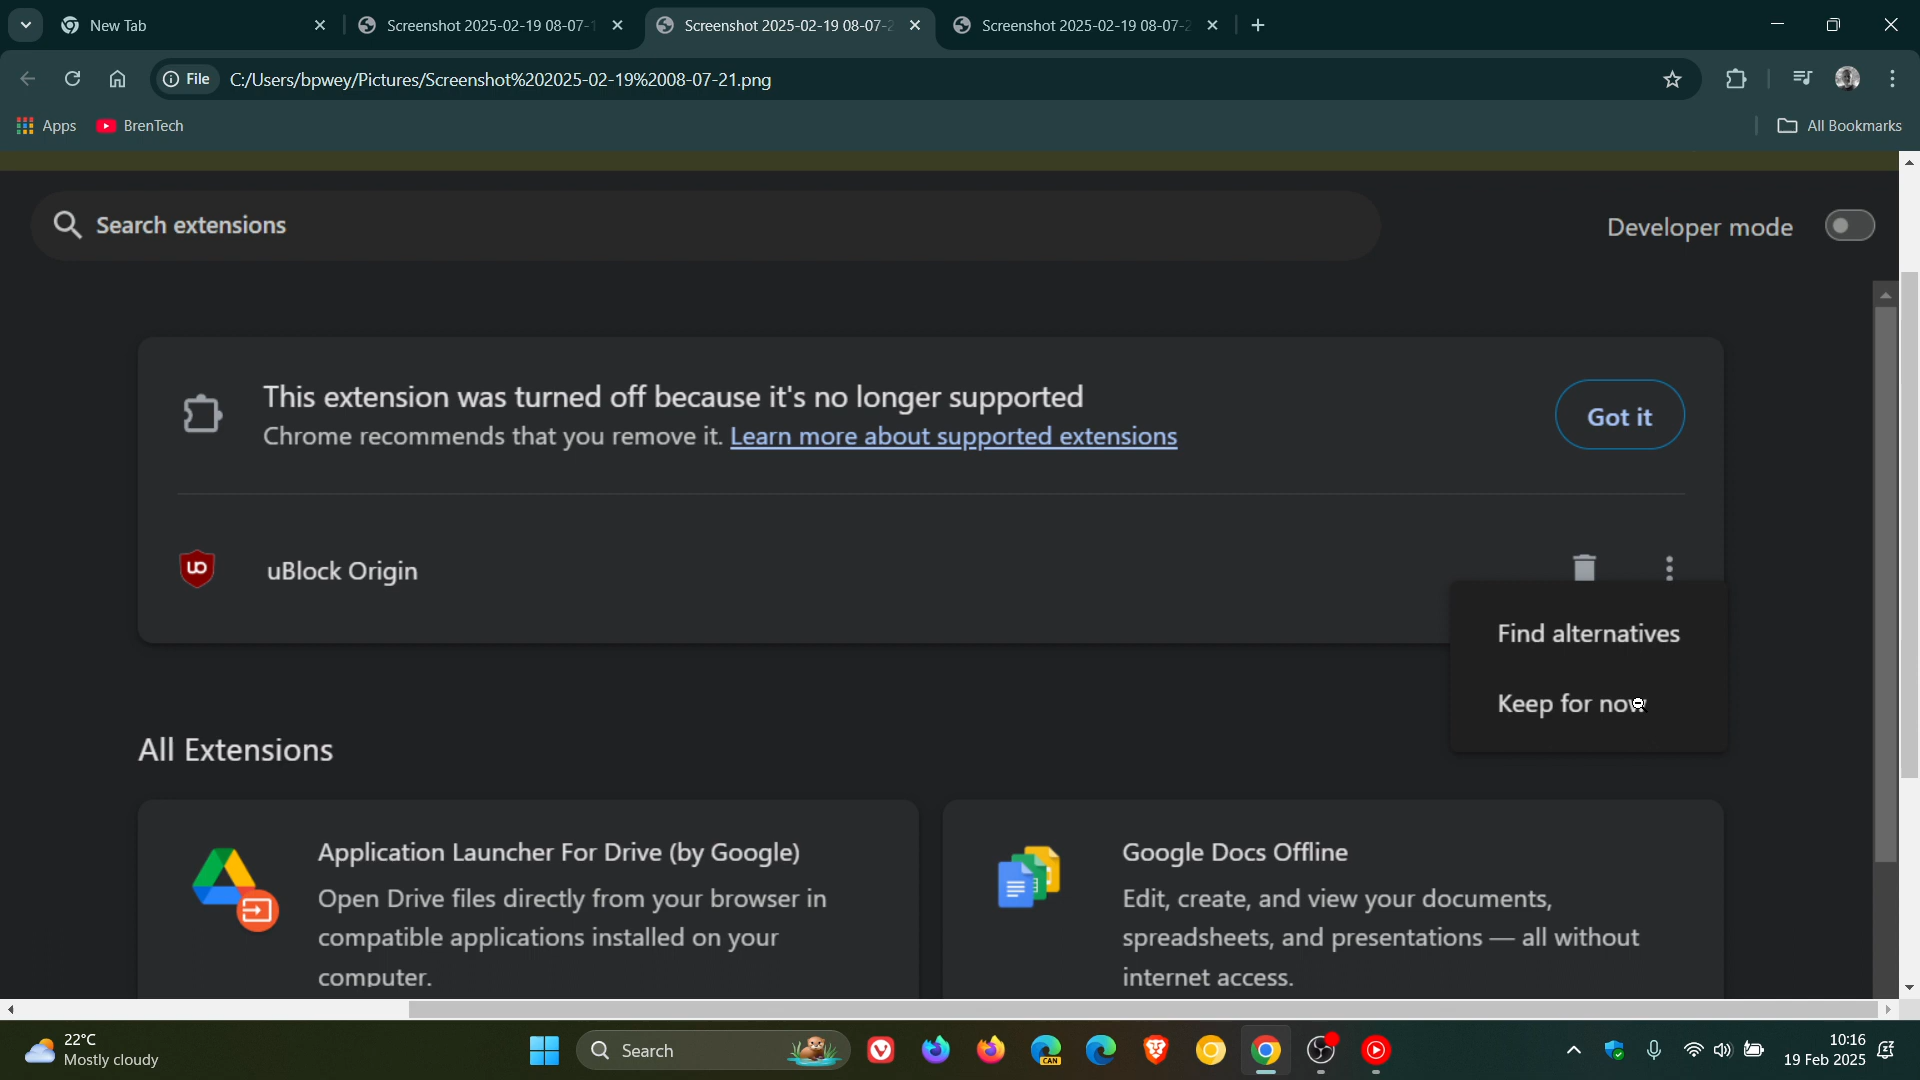 New Tab
Screenshot 2025-02-19 08-07-1
Screenshot 2025-02-19 08-07-2
Screenshot 2025-02-19 08-07-2
File
C:/Users/bpwey/Pictures/Screenshot%202025-02-19%2008-07-21.png
Apps
BrenTech
All Bookmarks
Search extensions
Developer mode
This extension was turned off because it's no longer supported
Chrome recommends that you remove it. Learn more about supported extensions
Got it
uBlock Origin
Find alternatives
Keep for now
All Extensions
Application Launcher For Drive (by Google)
Open Drive files directly from your browser in
compatible applications installed on your
computer.
Google Docs Offline
Edit, create, and view your documents,
spreadsheets, and presentations — all without
internet access.
22°C
Mostly cloudy
Search
CAN
10:16
19 Feb 2025